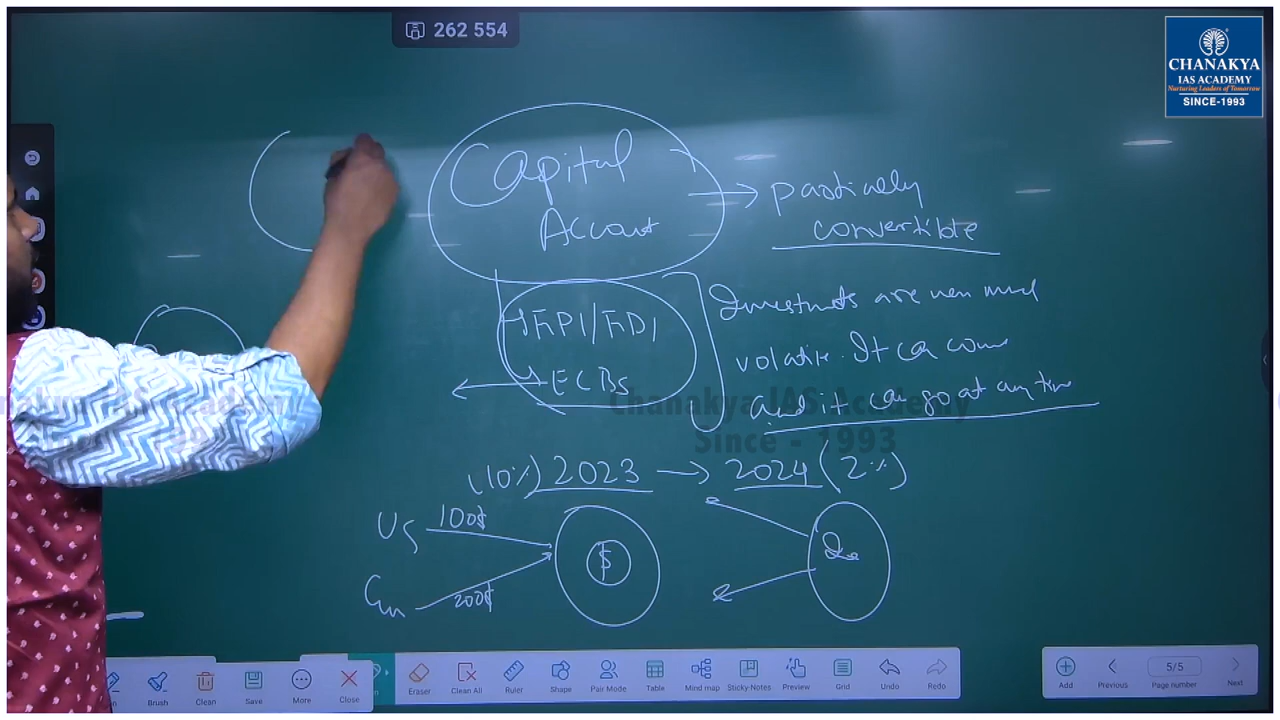 262 554
CHANAKYA
IAS ACADEMY
Nurturing Leaders of Tomorrow
SINCE-1993
Capital
Account
partially
convertible
FPI/FDI
ECBs
Investments are very much
volatile. It can come
and it can go at any time
Chanakya IAS Academy
Since - 1993
(10%) 2023 → 2024 (2%)
US 100$
200$
$
Eraser
Clean All
Ruler
Shape
Pair Mode
Table
Mind map
Sticky-Notes
Preview
Grid
Undo
Redo
Brush
Clean
Save
More
Close
Add
Previous
5/5
Page number
Next